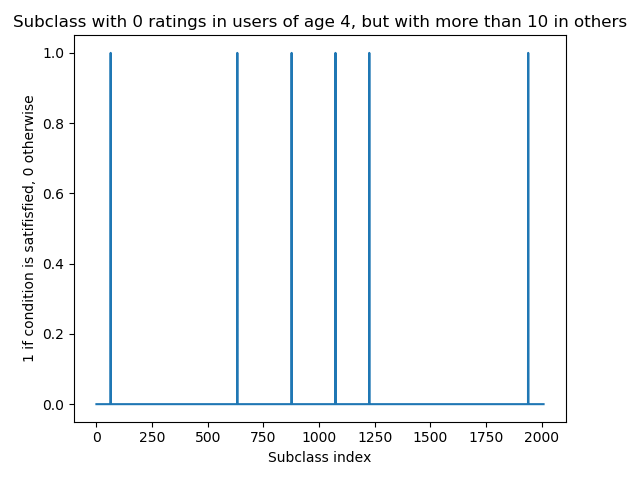 Subclass with 0 ratings in users of age 4, but with more than 10 in others
1 if condition is satifisfied, 0 otherwise
1.0
0.8
0.6
0.4
0.2
0.0
0 250 500 750 1000 1250 1500 1750 2000
Subclass index